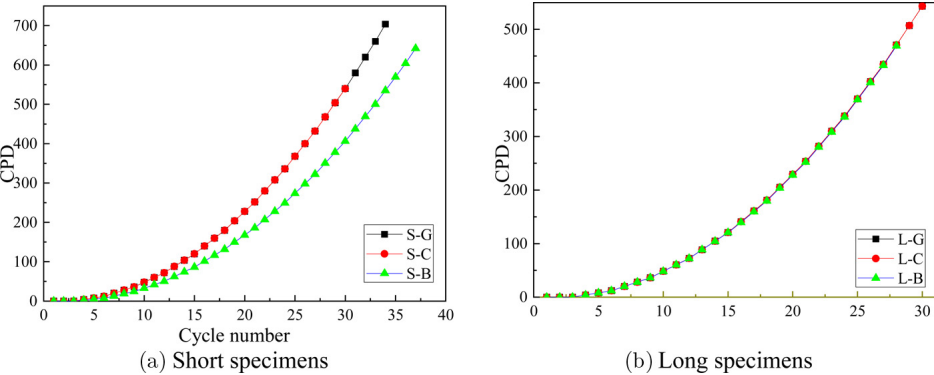 700
600
500
400
300
200
100
0
CPD
0 5 10 15 20 25 30 35 40
Cycle number
S-G
S-C
S-B
(a) Short specimens
500
400
300
200
100
0
CPD
0 5 10 15 20 25 30
L-G
L-C
L-B
(b) Long specimens